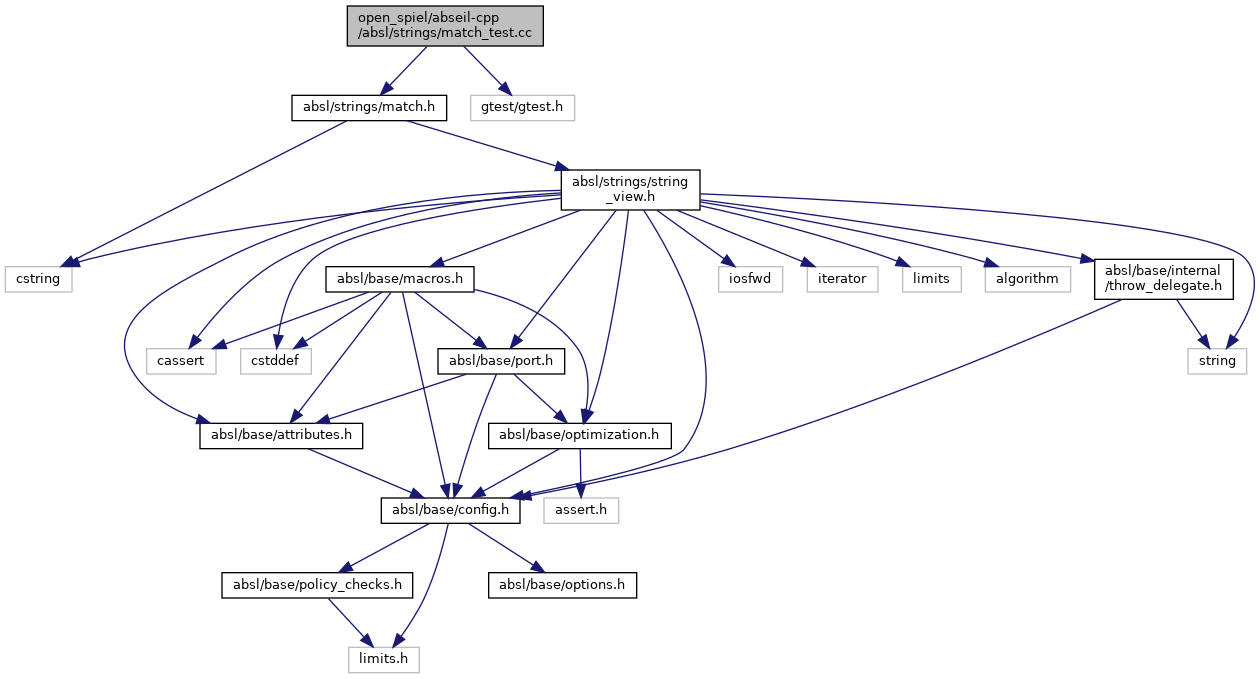 open_spiel/abseil-cpp
/absl/strings/match_test.cc
absl/strings/match.h
gtest/gtest.h
absl/strings/string
_view.h
cstring
absl/base/macros.h
iosfwd
iterator
limits
algorithm
absl/base/internal
/throw_delegate.h
cassert
cstddef
absl/base/port.h
string
absl/base/attributes.h
absl/base/optimization.h
absl/base/config.h
assert.h
absl/base/policy_checks.h
absl/base/options.h
limits.h